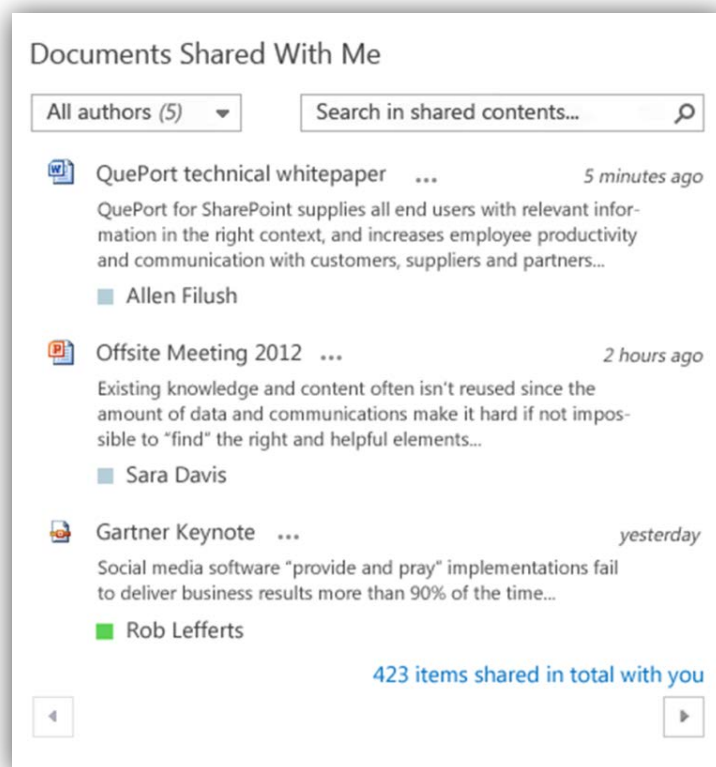 Documents Shared With Me
All authors (5)
Search in shared contents...
QuePort technical whitepaper ...
5 minutes ago
QuePort for SharePoint supplies all end users with relevant infor-
mation in the right context, and increases employee productivity
and communication with customers, suppliers and partners...
Allen Filush
Offsite Meeting 2012 ...
2 hours ago
Existing knowledge and content often isn't reused since the
amount of data and communications make it hard if not impos-
sible to "find" the right and helpful elements...
Sara Davis
Gartner Keynote ...
yesterday
Social media software "provide and pray" implementations fail
to deliver business results more than 90% of the time...
Rob Lefferts
423 items shared in total with you